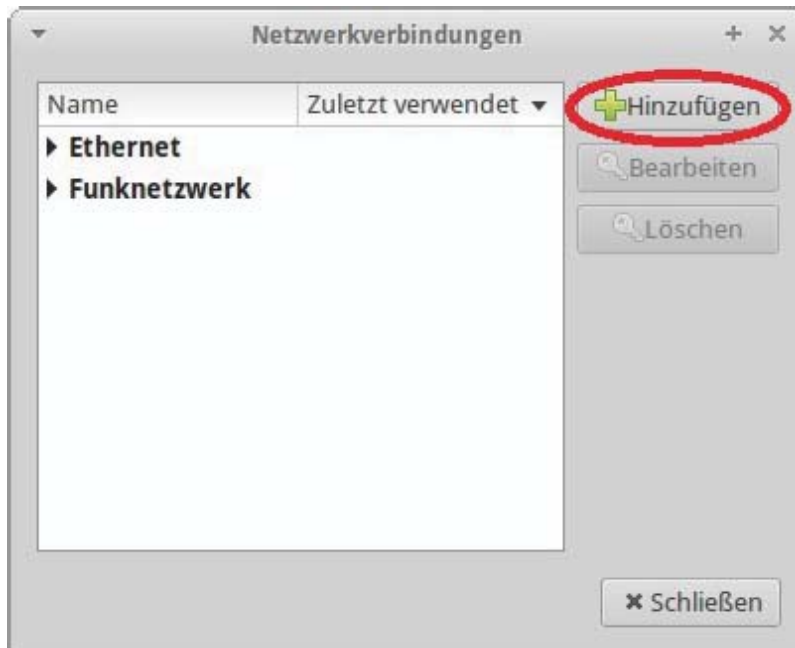 Netzwerkverbindungen
Name Zuletzt verwendet
Hinzufügen
Ethernet
Bearbeiten
Funknetzwerk
Löschen
Schließen